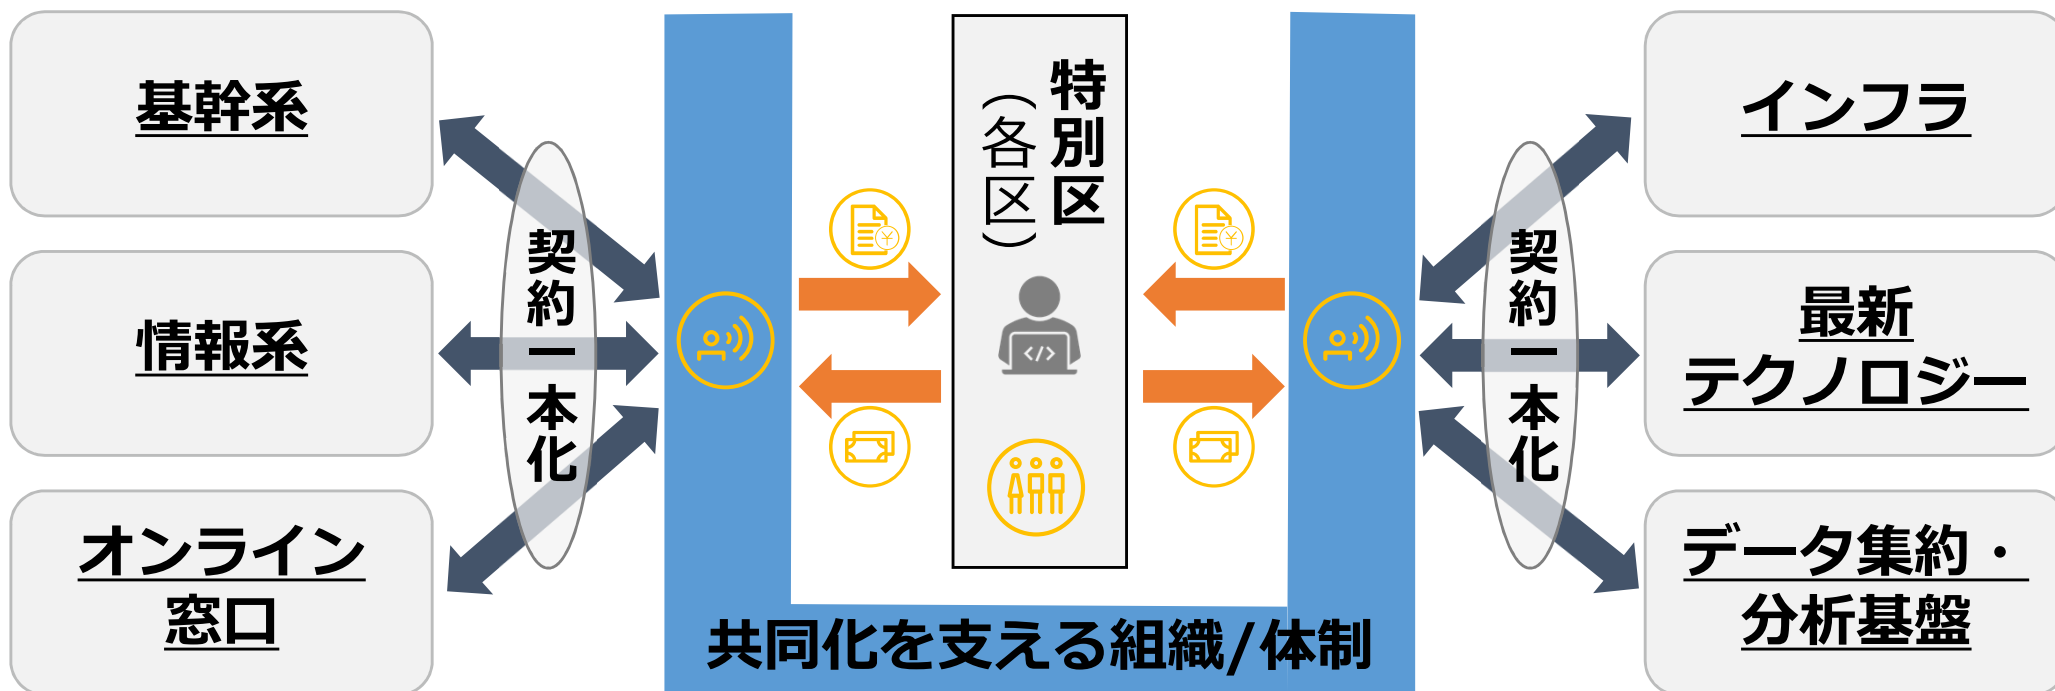 基幹系
情報系
オンライン
窓口
契約一本化
特別区
（各区）
</>
共同化を支える組織/体制
契約一本化
インフラ
最新
テクノロジー
データ集約・
分析基盤